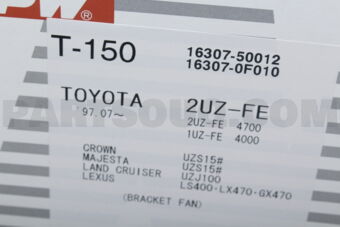 PW
T-150
16307-50012
16307-0F010
TOYOTA 2UZ-FE
97.07~ 2UZ-FE 4700
1UZ-FE 4000
CROWN
MAJESTA UZS15#
LAND CRUISER UZS15#
LEXUS UZJ100
LS400·LX470·GX470
(BRACKET FAN)
PARTSOUQ.COM